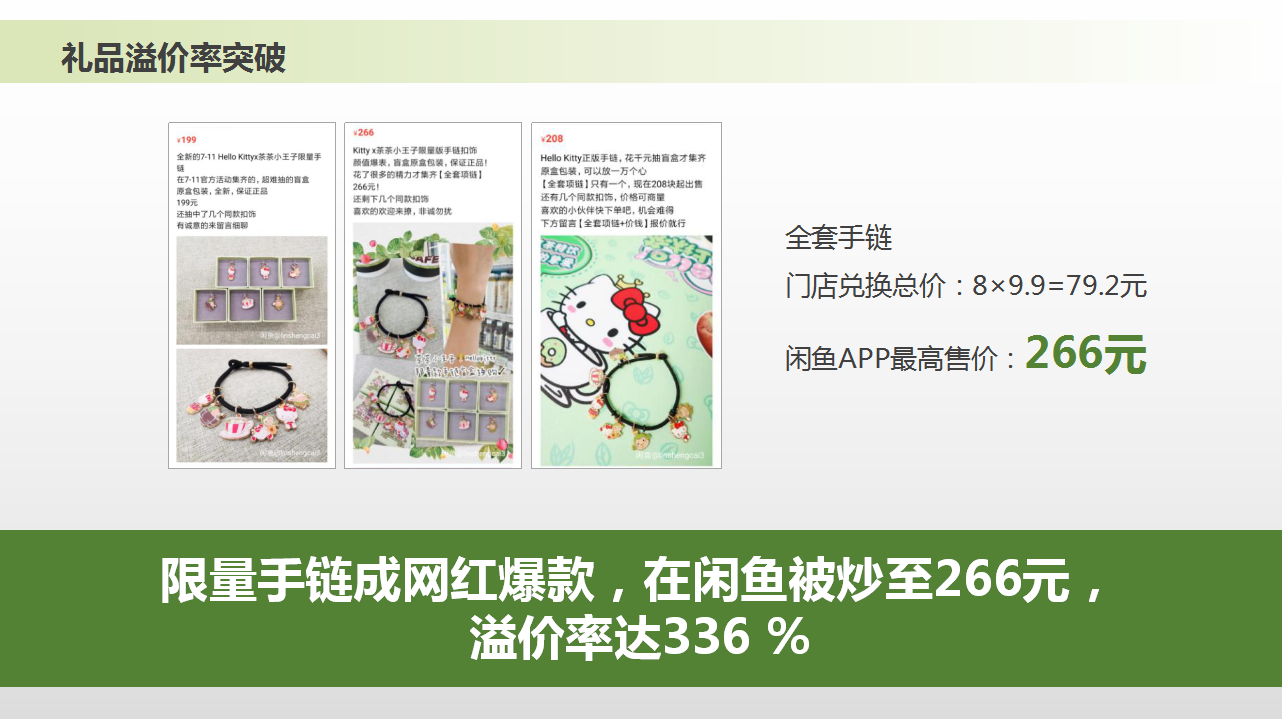 礼品溢价率突破
¥199
全新的7-11 Hello Kittyx茶茶小王子限量手
链
在7-11官方活动集齐的，超难抽的盲盒
原盒包装，全新，保证正品
199元
还抽中了几个同款扣饰
有诚意的来留言细聊
闲鱼@linshengcai3
闲鱼@linshengcai3
¥266
Kitty x茶茶小王子限量版手链扣饰
颜值爆表，盲盒原盒包装，保证正品！
花了很多的精力才集齐【全套项链】
266元！
还剩下几个同款扣饰
喜欢的欢迎来撩，非诚勿扰
¥208
Hello Kitty正版手链，花千元抽盲盒才集齐
原盒包装，可以放一万个心
【全套项链】只有一个，现在208块起出售
还有几个同款扣饰，价格可商量
喜欢的小伙伴快下单吧，机会难得
下方留言【全套项链+价钱】报价就行
闲鱼@linshengcai3
全套手链
门店兑换总价：8×9.9=79.2元
闲鱼APP最高售价：266元
限量手链成网红爆款，在闲鱼被炒至266元，
溢价率达336 %